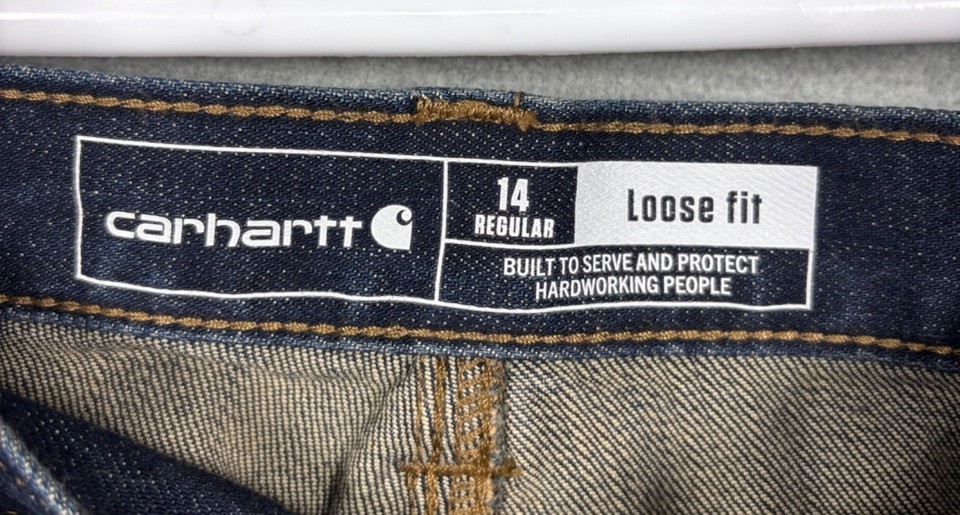 carhartt
14
REGULAR
Loose fit
BUILT TO SERVE AND PROTECT
HARDWORKING PEOPLE